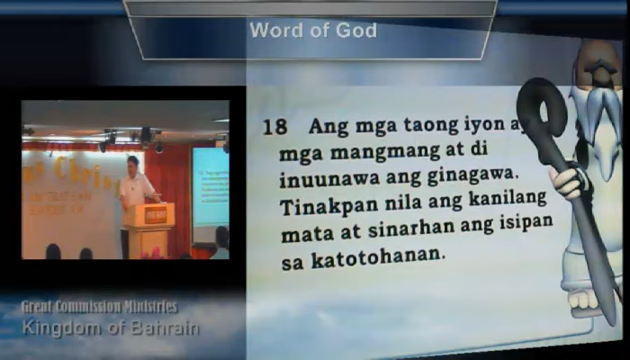 Word of God
18 Ang mga taong iyon a
mga mangmang at di
inuunawa ang ginagawa.
Tinakpan nila ang kanilang
mata at sinarhan ang isipan
sa katotohanan.
Great Commission Ministries
Kingdom of Bahrain